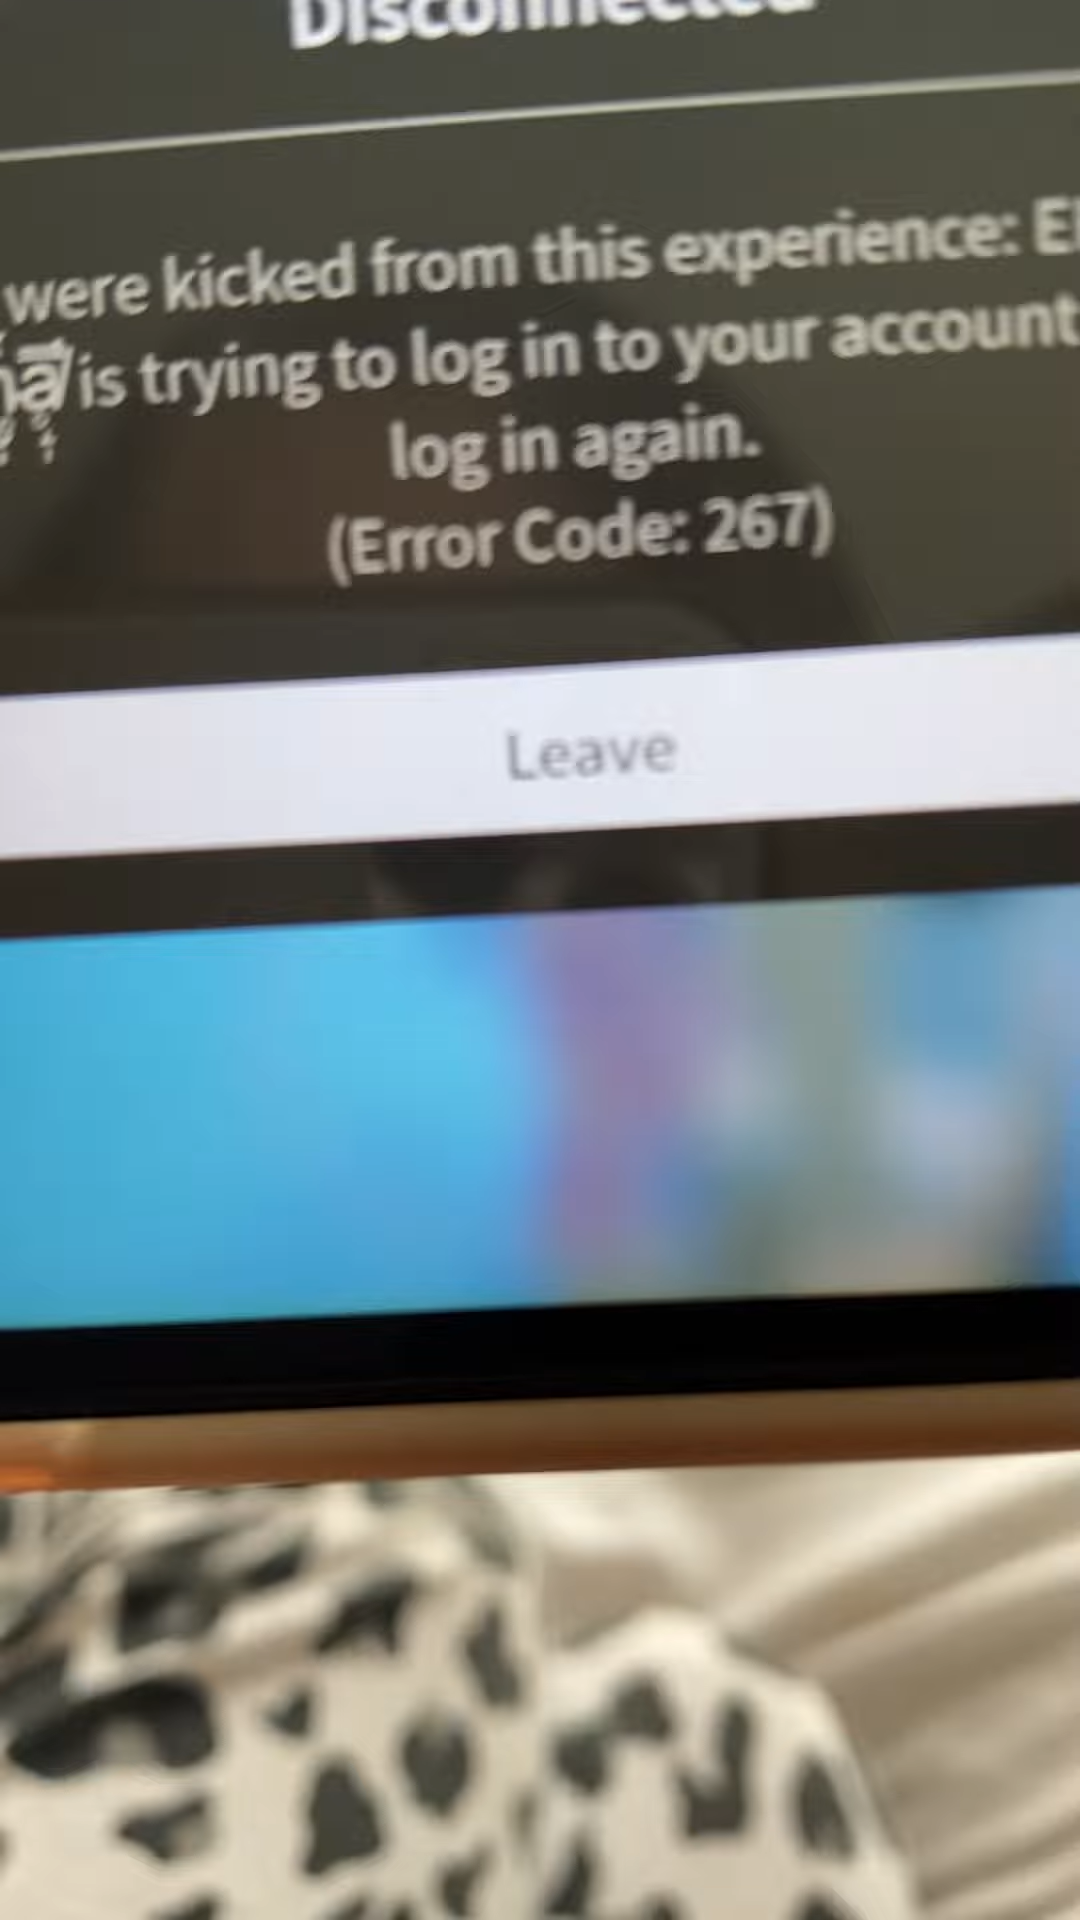 Disconnected
were kicked from this experience:
is trying to log in to your account
log in again.
(Error Code: 267)
Leave